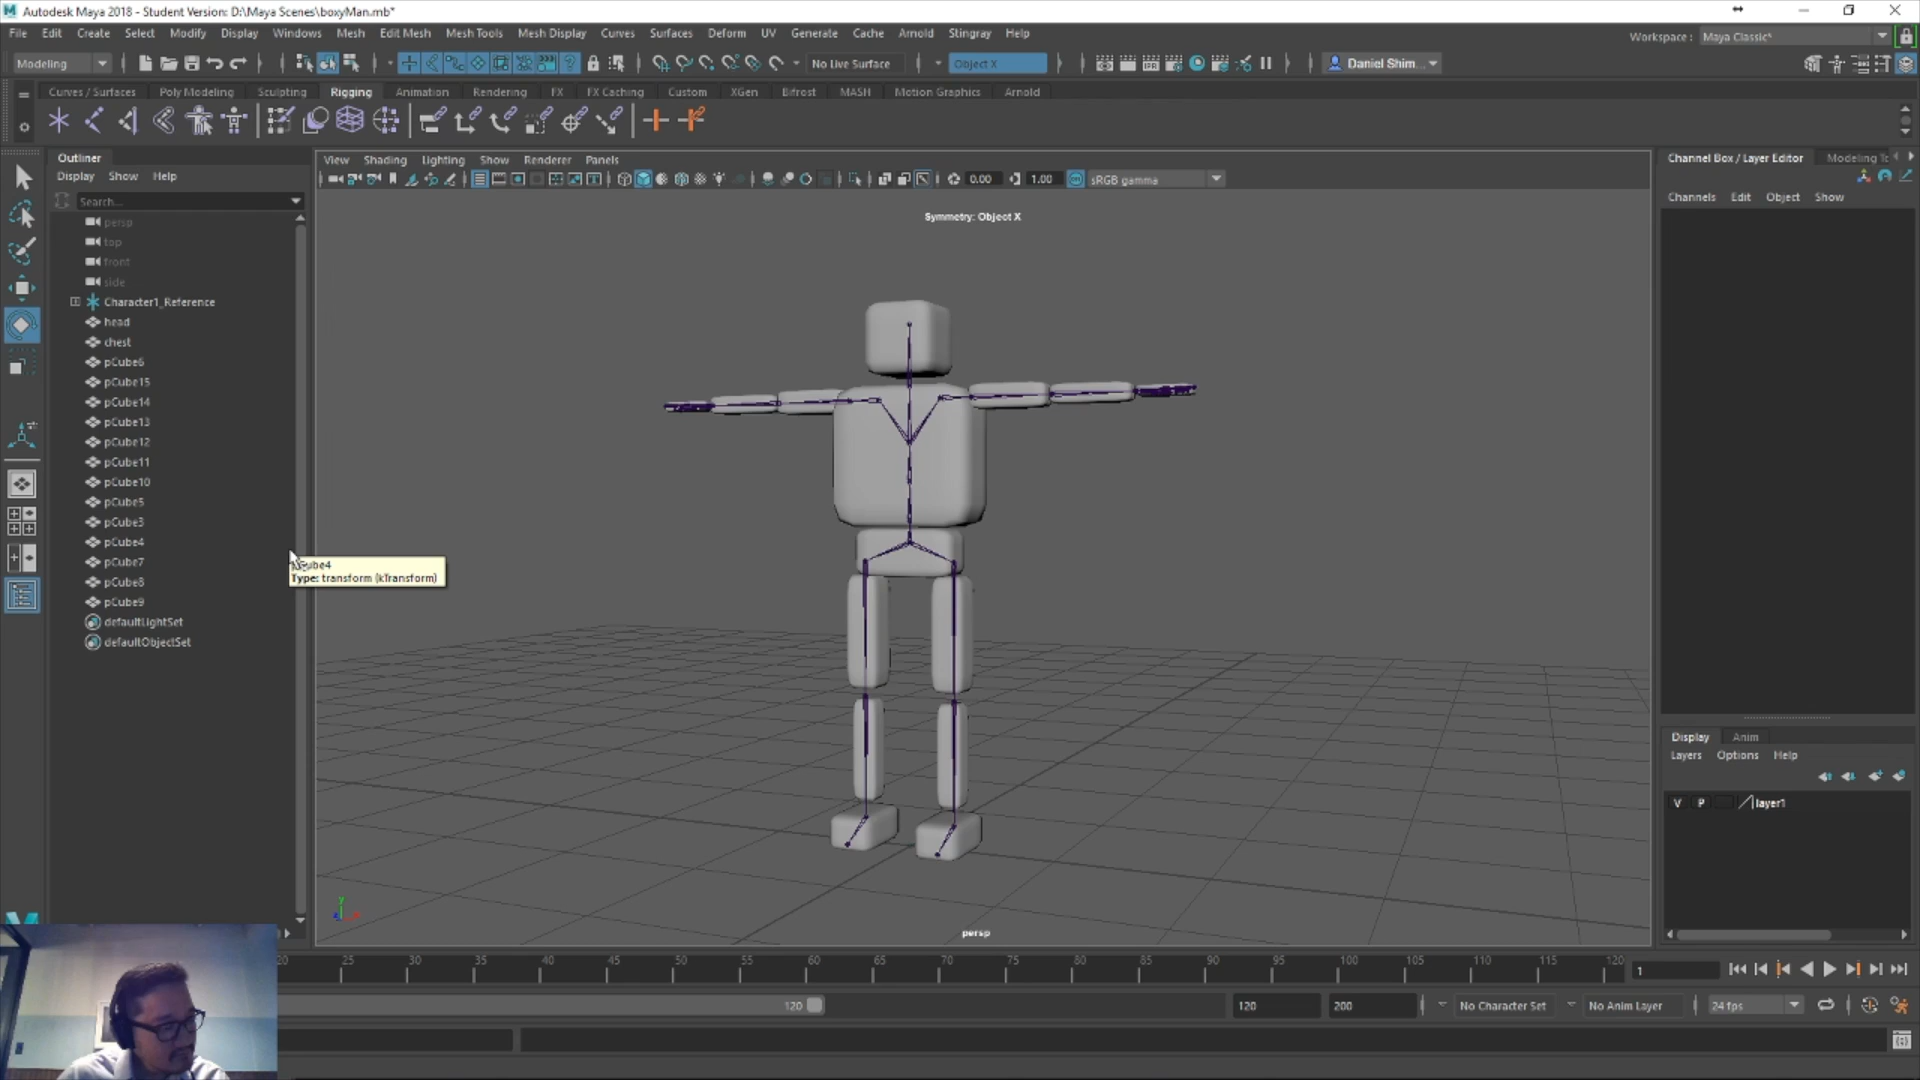 Autodesk Maya 2018 - Student Version: D:\Maya Scenes\boxyMan.mb*
File Edit Create Select Modify Display Windows Mesh Edit Mesh Mesh Tools Mesh Display Curves Surfaces Deform UV Generate Cache Arnold Stingray Help
Workspace : Maya Classic*
Modeling
No Live Surface
Object X
Daniel Shim...
Curves / Surfaces Poly Modeling Sculpting Rigging Animation Rendering FX FX Caching Custom XGen Bifrost MASH Motion Graphics Arnold
Outliner
Display Show Help
Search...
persp
top
front
side
Character1_Reference
head
chest
pCube6
pCube15
pCube14
pCube13
pCube12
pCube11
pCube10
pCube5
pCube3
pCube4
pCube7
pCube8
pCube9
defaultLightSet
defaultObjectSet
Type: transform (kTransform)
View Shading Lighting Show Renderer Panels
0.00 1.00 sRGB gamma
Symmetry: Object X
persp
Channel Box / Layer Editor
Channels Edit Object Show
Display Anim
Layers Options Help
V P layer1
20 25 30 35 40 45 50 55 60 65 70 75 80 85 90 95 100 105 110 115 120
1
120
120 200 No Character Set No Anim Layer 24 fps